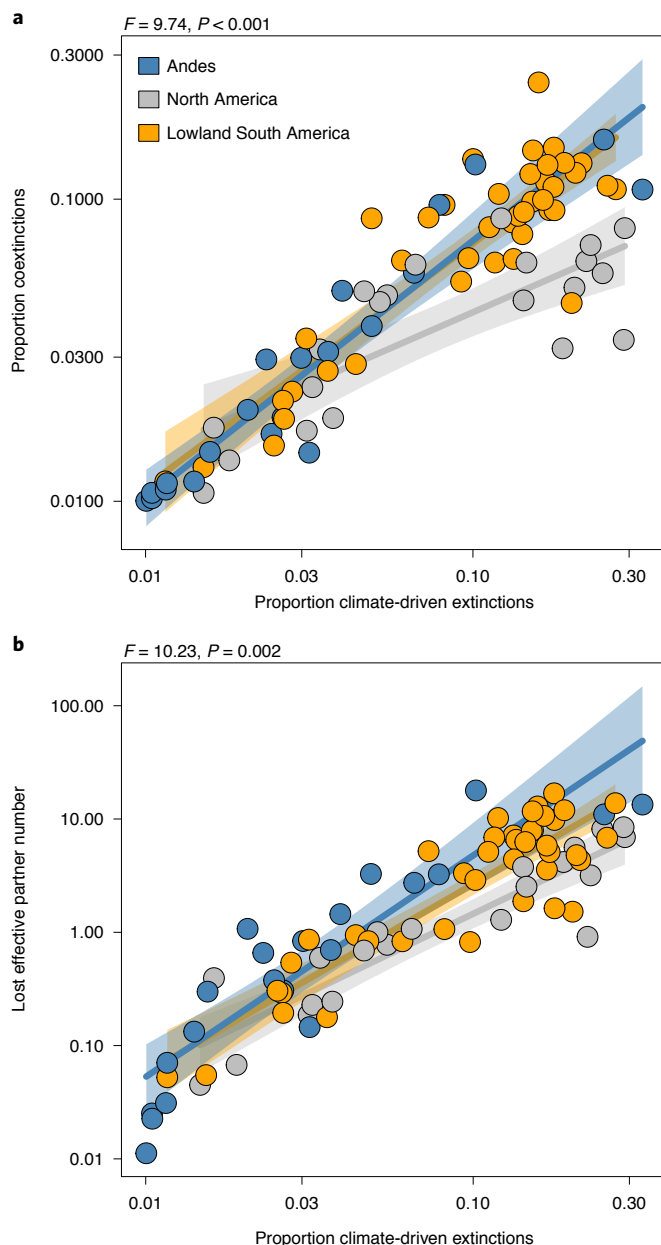 a
F = 9.74, P < 0.001
0.3000
Andes
North America
Lowland South America
0.1000
Proportion coextinctions
0.0300
0.0100
0.01 0.03 0.10 0.30
Proportion climate-driven extinctions
b
F = 10.23, P = 0.002
100.00
10.00
Lost effective partner number
1.00
0.10
0.01
0.01 0.03 0.10 0.30
Proportion climate-driven extinctions